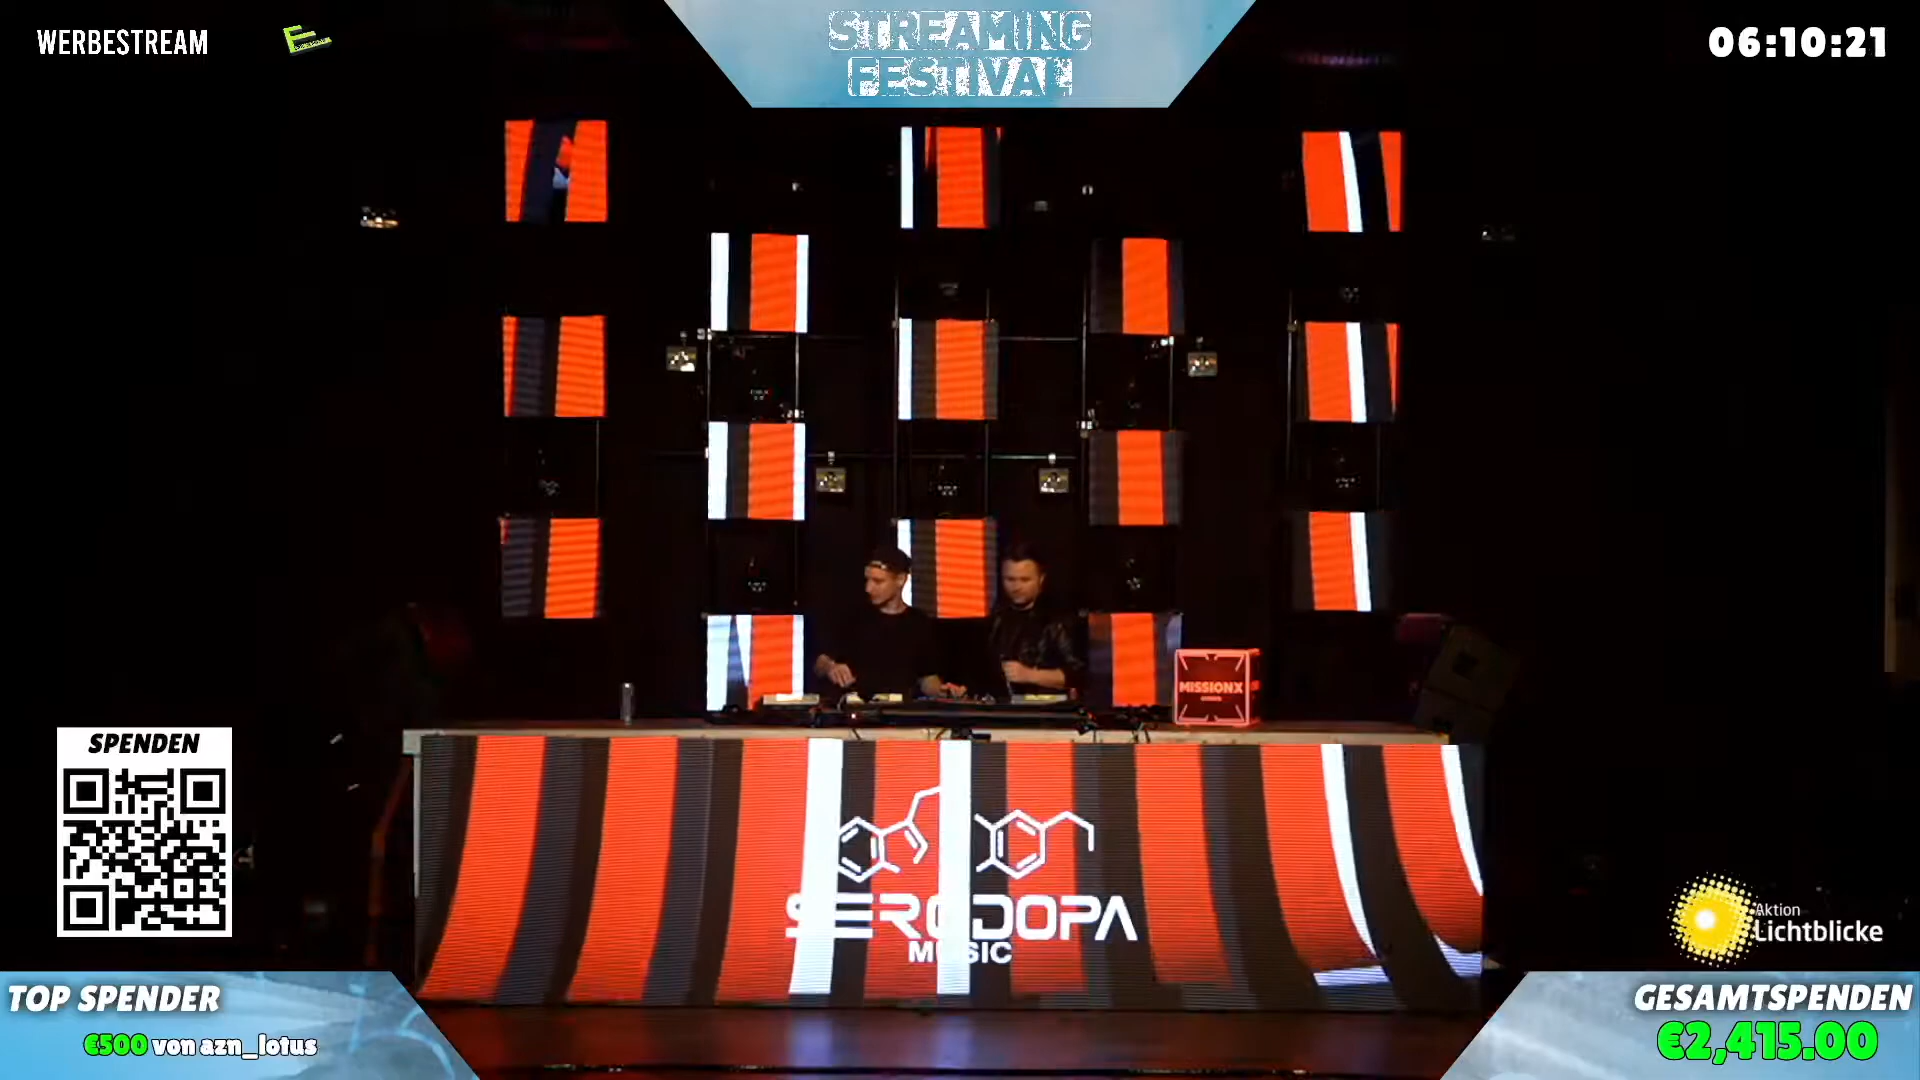 WERBESTREAM
STREAMING
FESTIVAL
06:10:21
MISSIONX
SPENDEN
SERODOPA
MUSIC
Aktion
Lichtblicke
TOP SPENDER
€500 von azn_lotus
GESAMTSPENDEN
€2,415.00